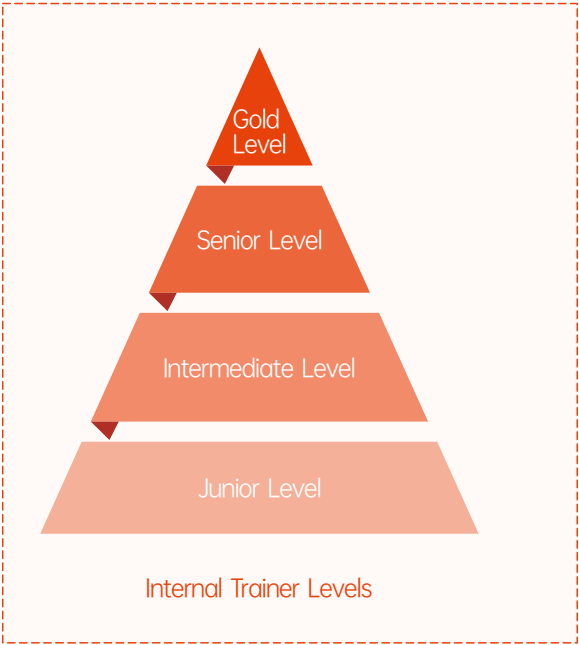 Gold
Level
Senior Level
Intermediate Level
Junior Level
Internal Trainer Levels